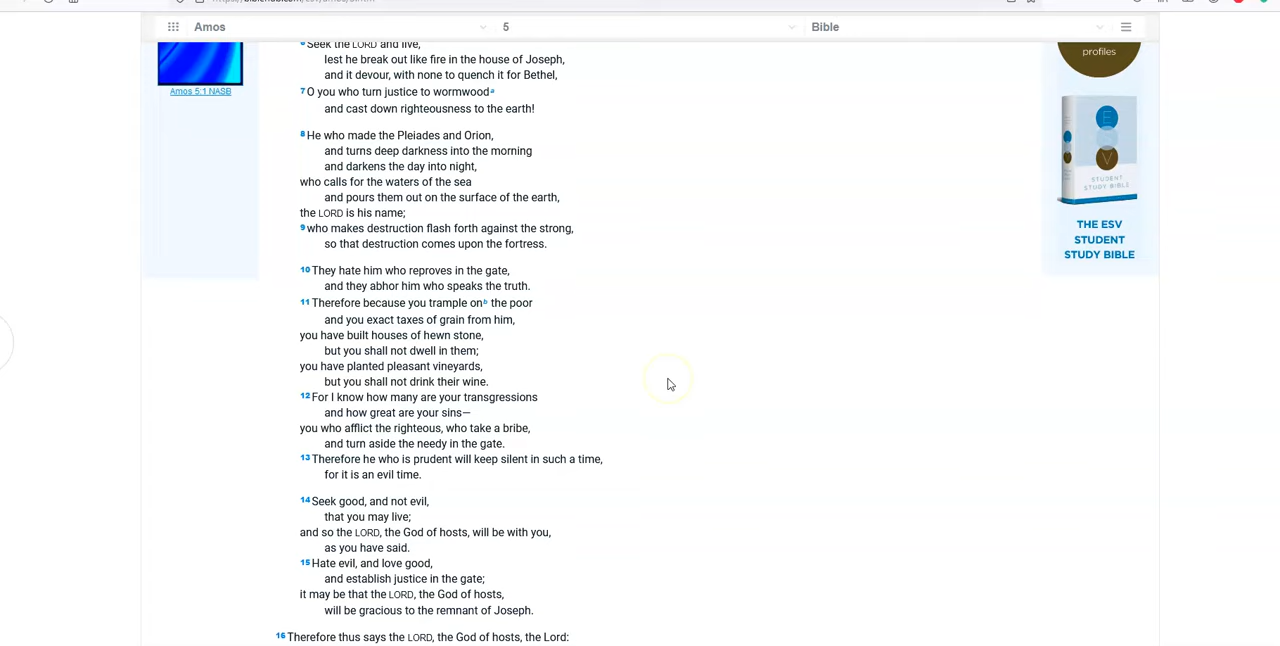 Amos
5
Bible
6 Seek the LORD and live,
lest he break out like fire in the house of Joseph,
and it devour, with none to quench it for Bethel,
7 O you who turn justice to wormwood a
and cast down righteousness to the earth!
8 He who made the Pleiades and Orion,
and turns deep darkness into the morning
and darkens the day into night,
who calls for the waters of the sea
and pours them out on the surface of the earth,
the LORD is his name;
9 who makes destruction flash forth against the strong,
so that destruction comes upon the fortress.
10 They hate him who reproves in the gate,
and they abhor him who speaks the truth.
11 Therefore because you trample on b the poor
and you exact taxes of grain from him,
you have built houses of hewn stone,
but you shall not dwell in them;
you have planted pleasant vineyards,
but you shall not drink their wine.
12 For I know how many are your transgressions
and how great are your sins—
you who afflict the righteous, who take a bribe,
and turn aside the needy in the gate.
13 Therefore he who is prudent will keep silent in such a time,
for it is an evil time.
14 Seek good, and not evil,
that you may live;
and so the LORD, the God of hosts, will be with you,
as you have said.
15 Hate evil, and love good,
and establish justice in the gate;
it may be that the LORD, the God of hosts,
will be gracious to the remnant of Joseph.
16 Therefore thus says the LORD, the God of hosts, the Lord:
Amos 5:1 NASB
profiles
E
V
STUDENT
STUDY BIBLE
THE ESV
STUDENT
STUDY BIBLE